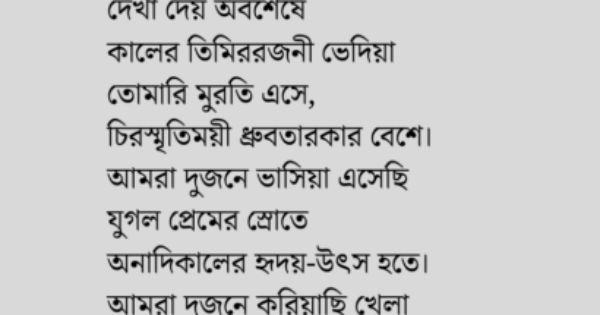 দেখা দেয় অবশেষে
কালের তিমিররজনী ভেদিয়া
তোমারি মুরতি এসে,
চিরস্মৃতিময়ী ধ্রুবতারকার বেশে।
আমরা দুজনে ভাসিয়া এসেছি
যুগল প্রেমের স্রোতে
অনাদিকালের হৃদয়-উৎস হতে।
আমরা দুজনে করিয়াছি খেলা